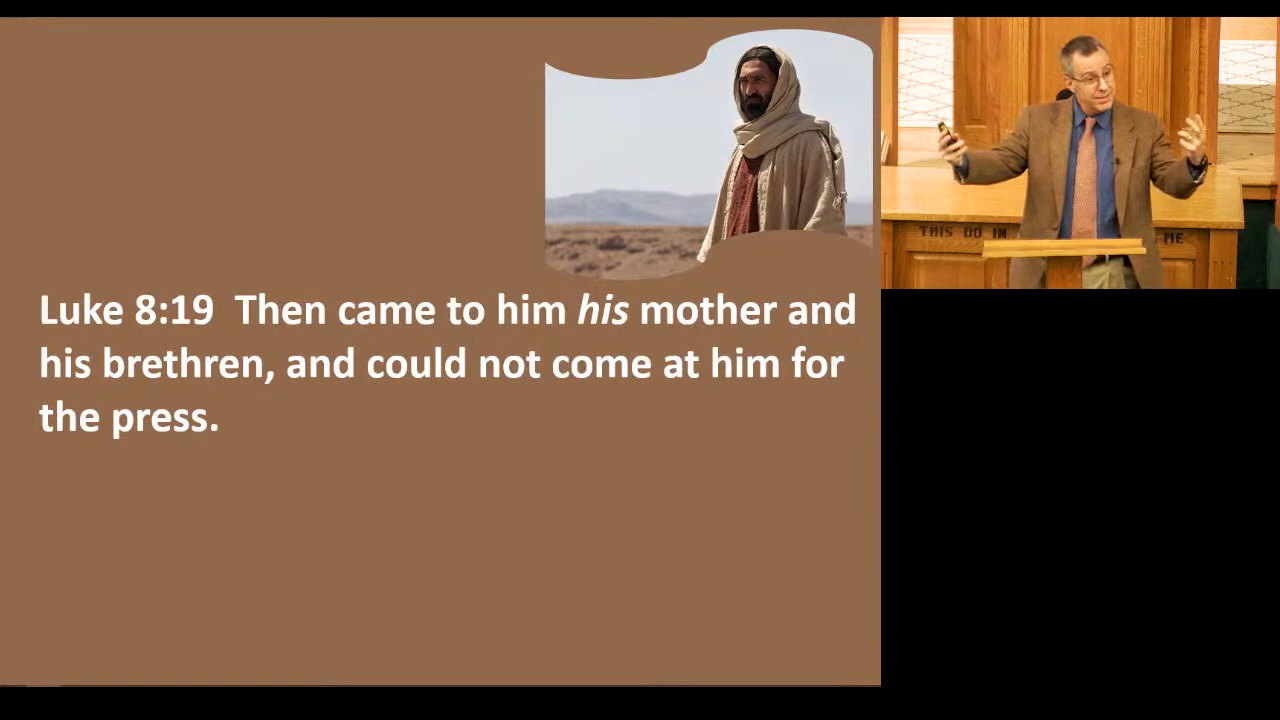 Luke 8:19  Then came to him his mother and
his brethren, and could not come at him for
the press.
THIS DO IN
ME